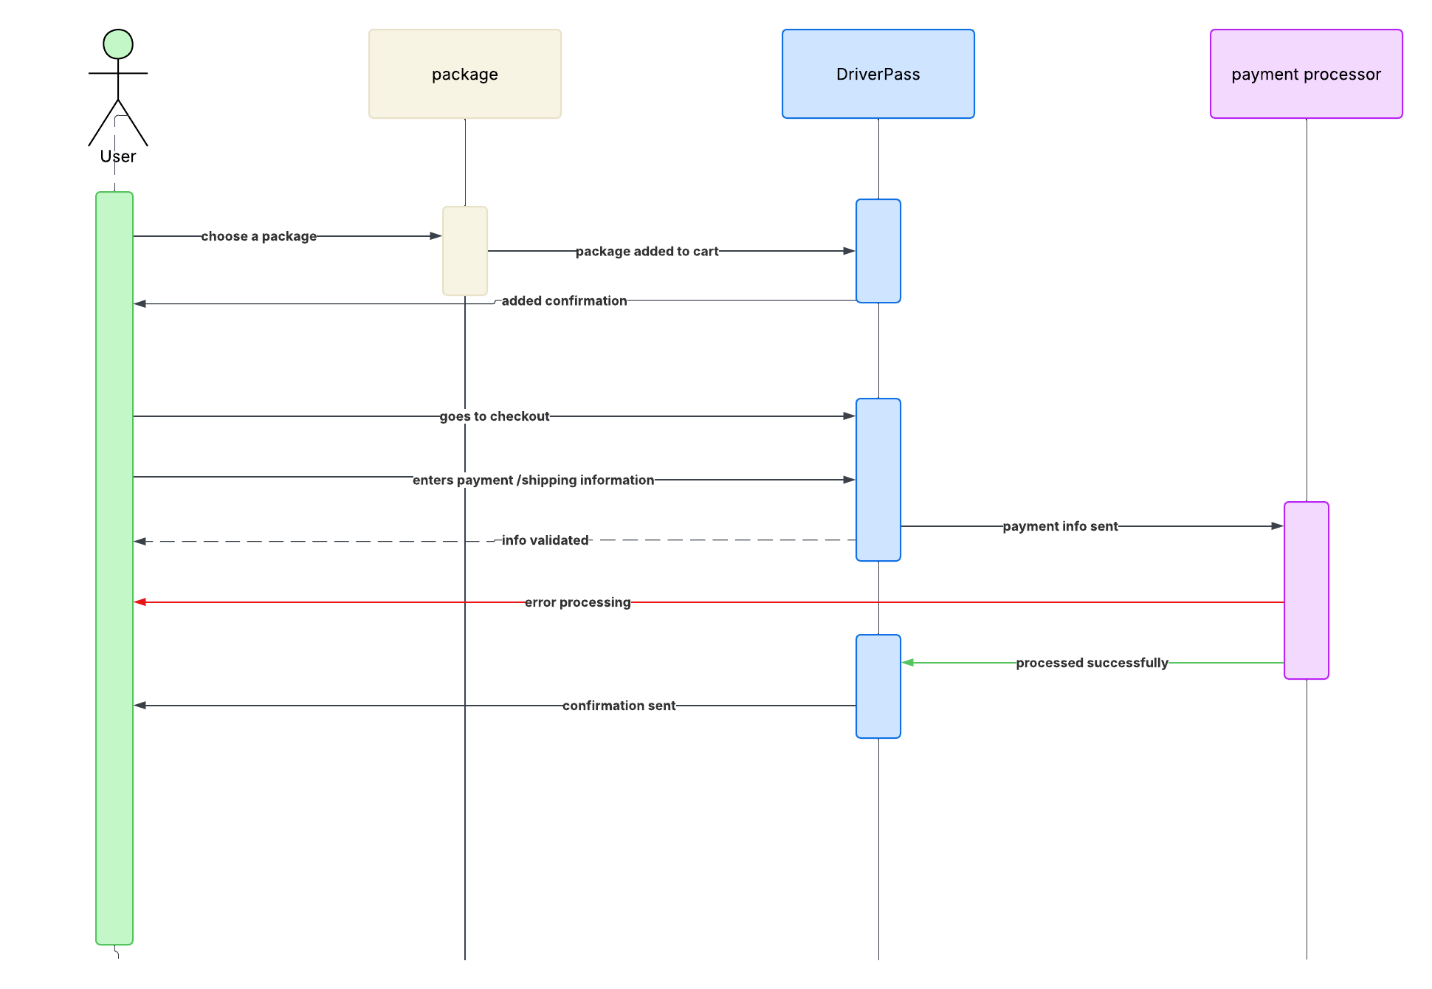 package
DriverPass
payment processor
User
choose a package
package added to cart
added confirmation
goes to checkout
enters payment /shipping information
payment info sent
info validated
error processing
processed successfully
confirmation sent